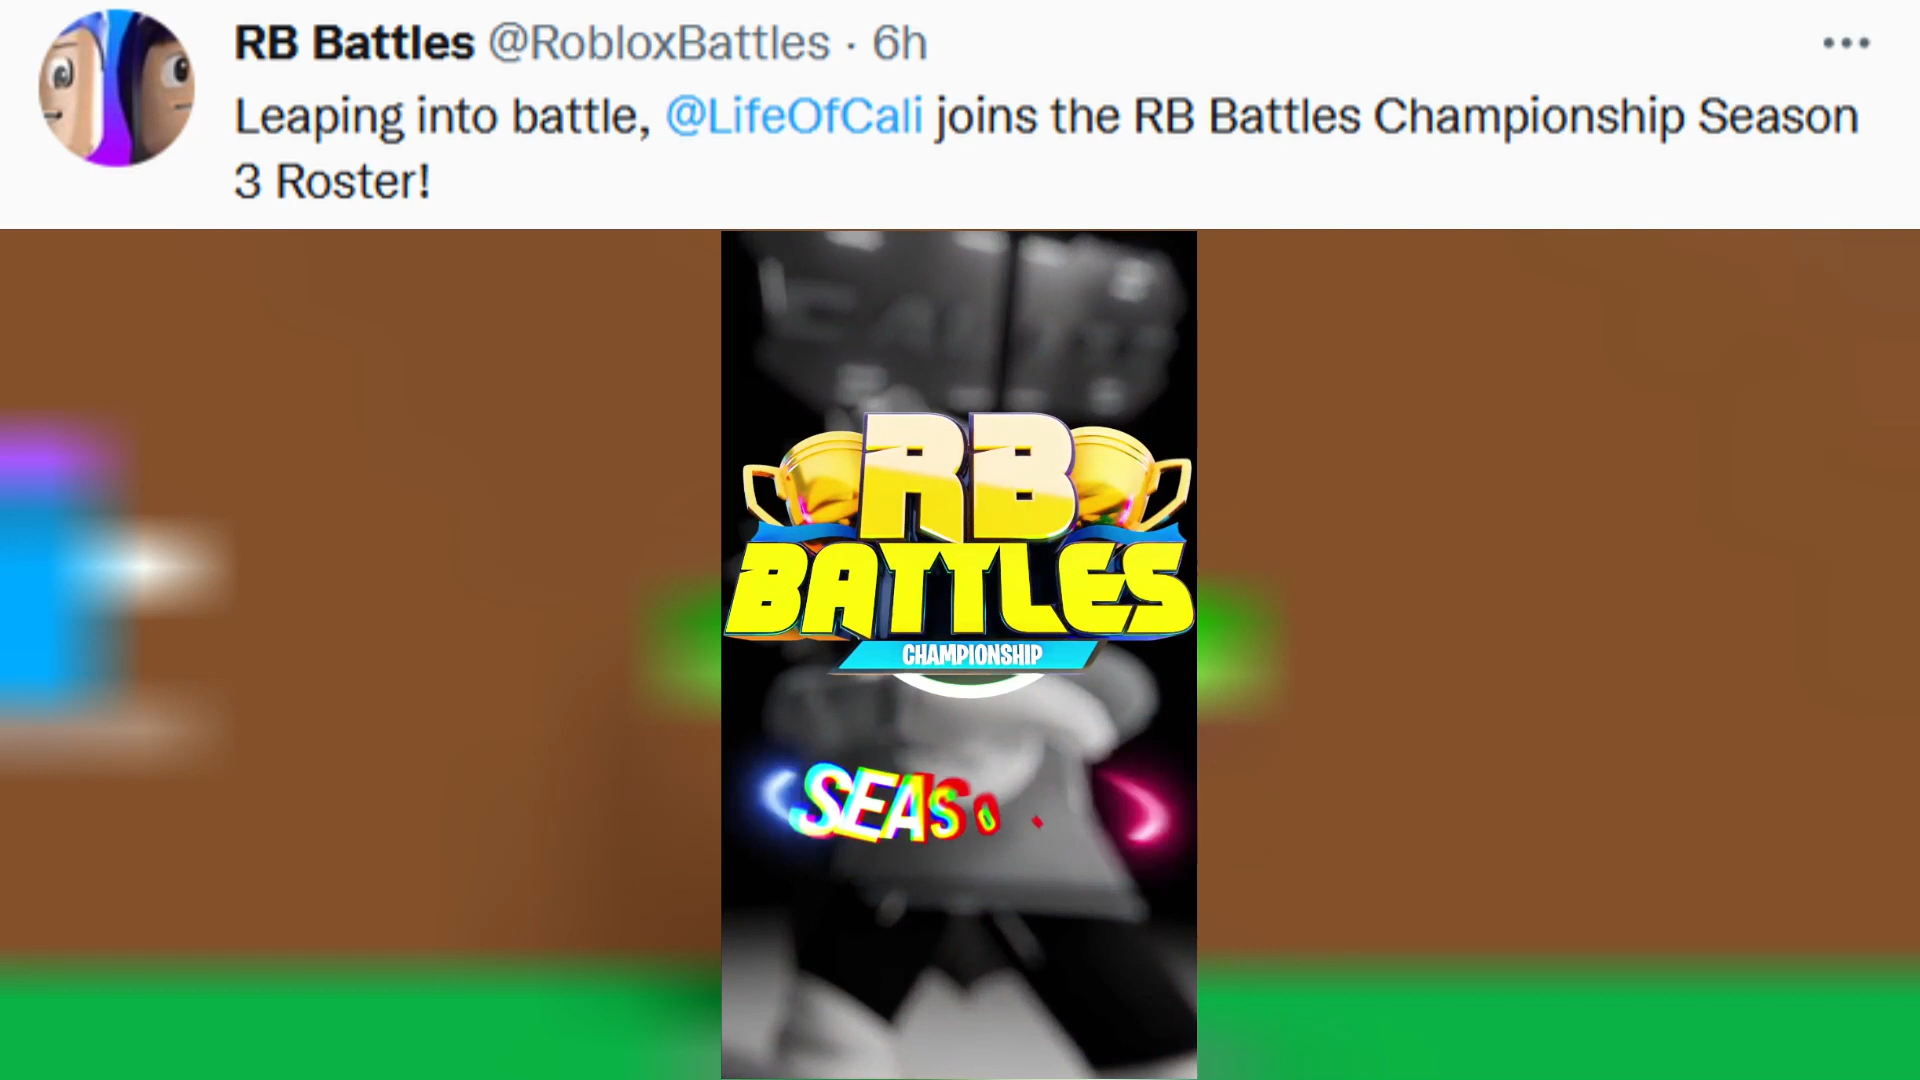 RB Battles @RobloxBattles · 6h
Leaping into battle, @LifeOfCali joins the RB Battles Championship Season
3 Roster!
RB
BATTLES
CHAMPIONSHIP
SEASO